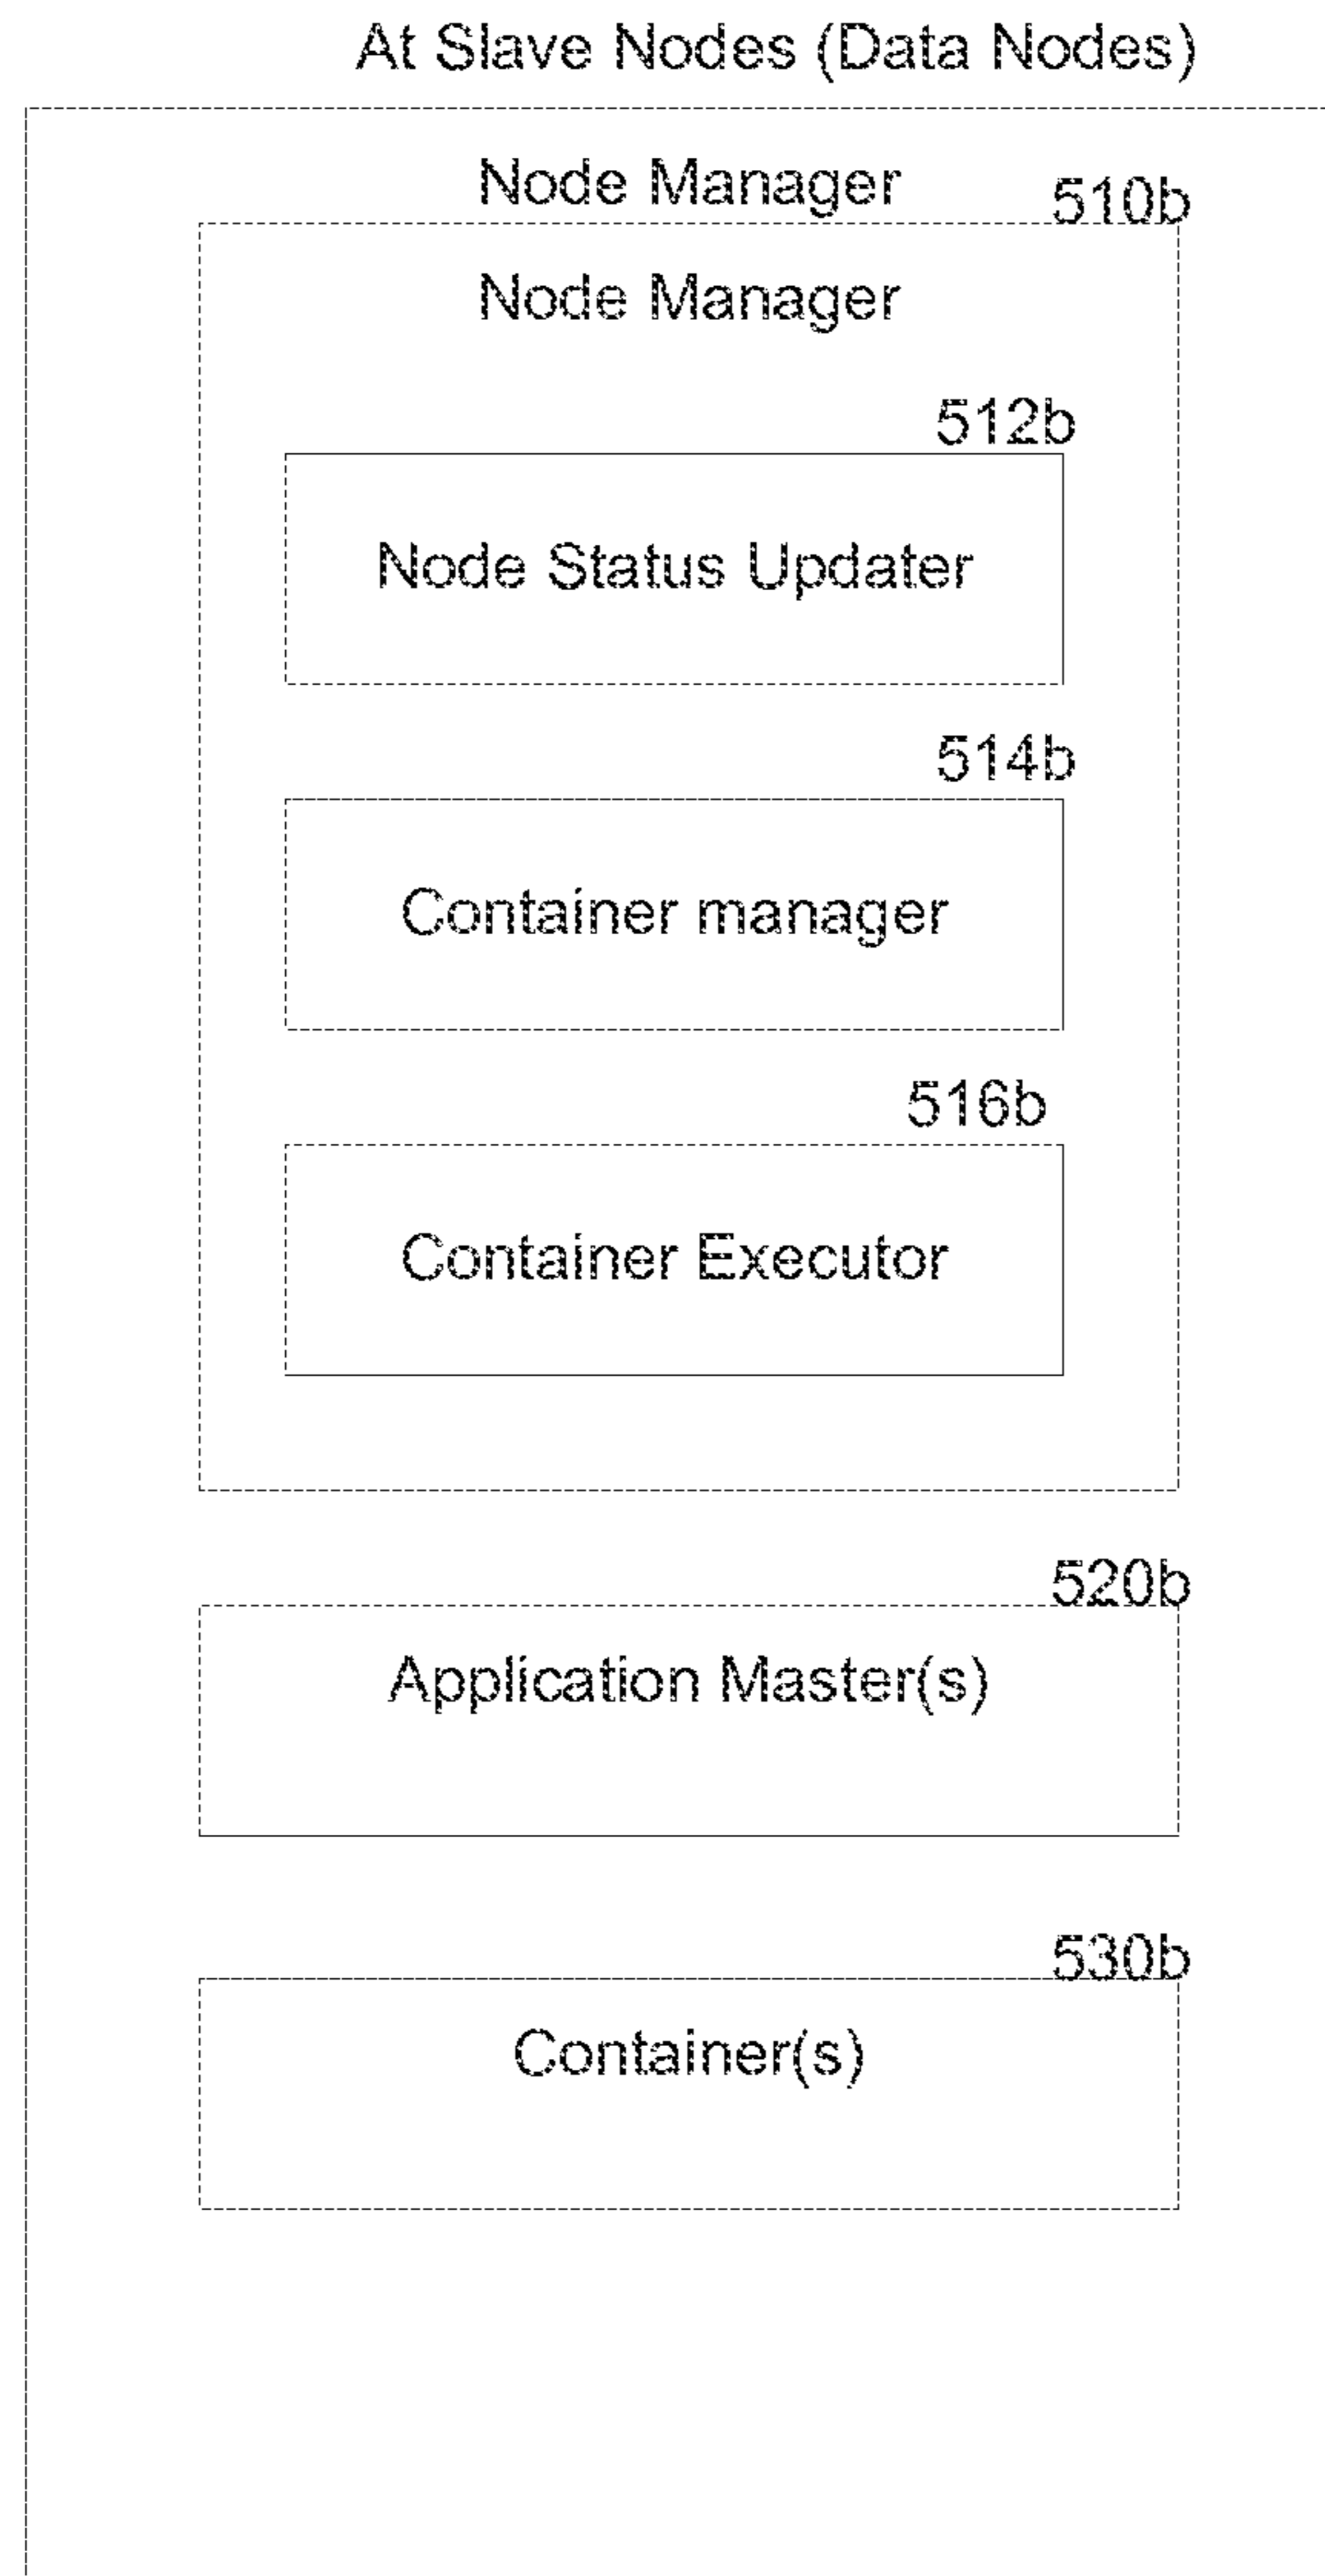 At Slave Nodes (Data Nodes)
Node Manager
510b
Node Manager
512b
Node Status Updater
514b
Container manager
516b
Container Executor
520b
Application Master(s)
530b
Container(s)